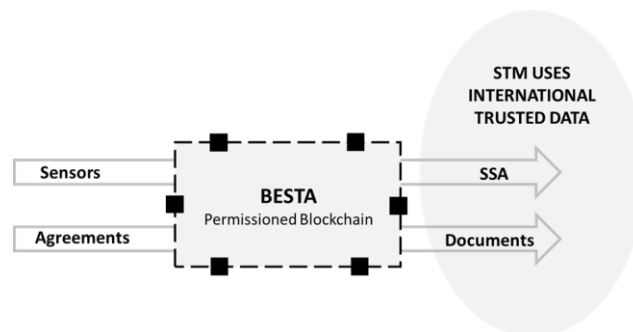 STM USES
INTERNATIONAL
TRUSTED DATA
Sensors
SSA
BESTA
Permissioned Blockchain
Agreements
Documents